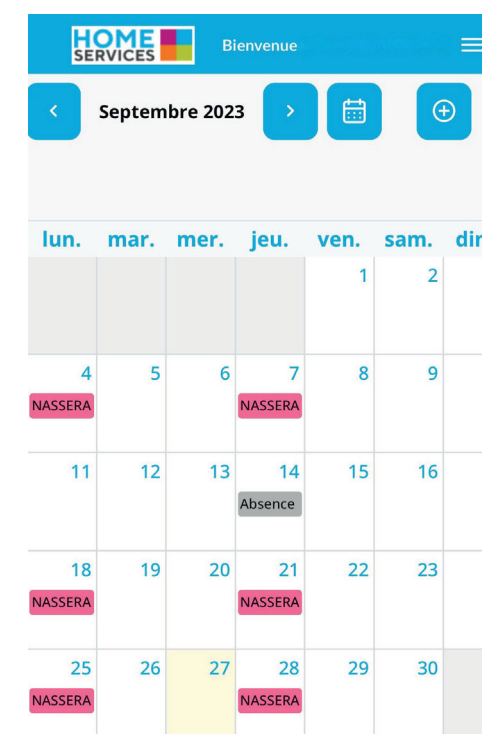 HOME
SERVICES
Bienvenue
Septembre 2023
lun. mar. mer. jeu. ven. sam. dir
1 2
4 5 6 7 8 9
NASSERA NASSERA
11 12 13 14 15 16
Absence
18 19 20 21 22 23
NASSERA NASSERA
25 26 27 28 29 30
NASSERA NASSERA